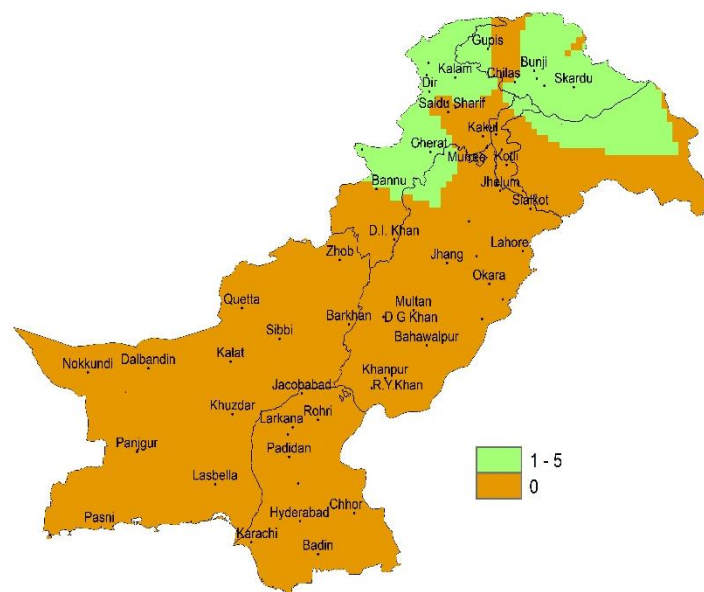 Gupis
Bunji
Kalam
Chilas
Skardu
Dir
Saidu Sharif
Kakul
Cherat
Murree
Kotli
Bannu
Jhelum
Sialkot
D.I. Khan
Lahore
Zhob
Jhang
Okara
Quetta
Multan
Barkhan
D G Khan
Sibbi
Bahawalpur
Kalat
Nokkundi
Dalbandin
Khanpur
R.Y.Khan
Jacobabad
Khuzdar
Rohri
Larkana
Panjgur
Padidan
1 - 5
0
Lasbella
Chhor
Pasni
Hyderabad
Karachi
Badin